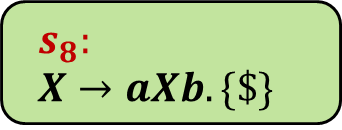 s₈:
X → aXb.{$}